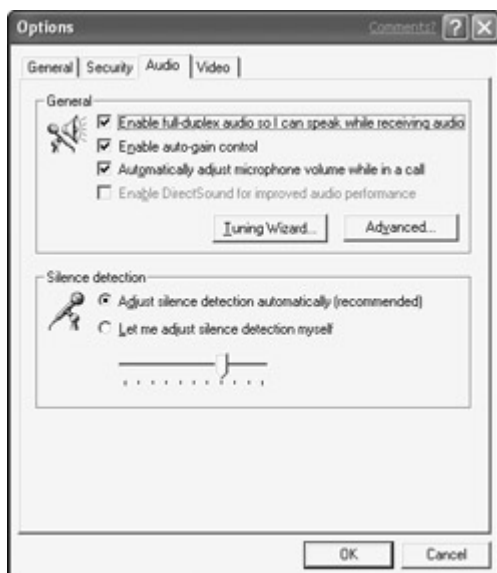 Options
Comments?
General Security Audio Video
General
Enable full-duplex audio so I can speak while receiving audio
Enable auto-gain control
Automatically adjust microphone volume while in a call
Enable DirectSound for improved audio performance
Tuning Wizard... Advanced...
Silence detection
Adjust silence detection automatically (recommended)
Let me adjust silence detection myself
OK Cancel